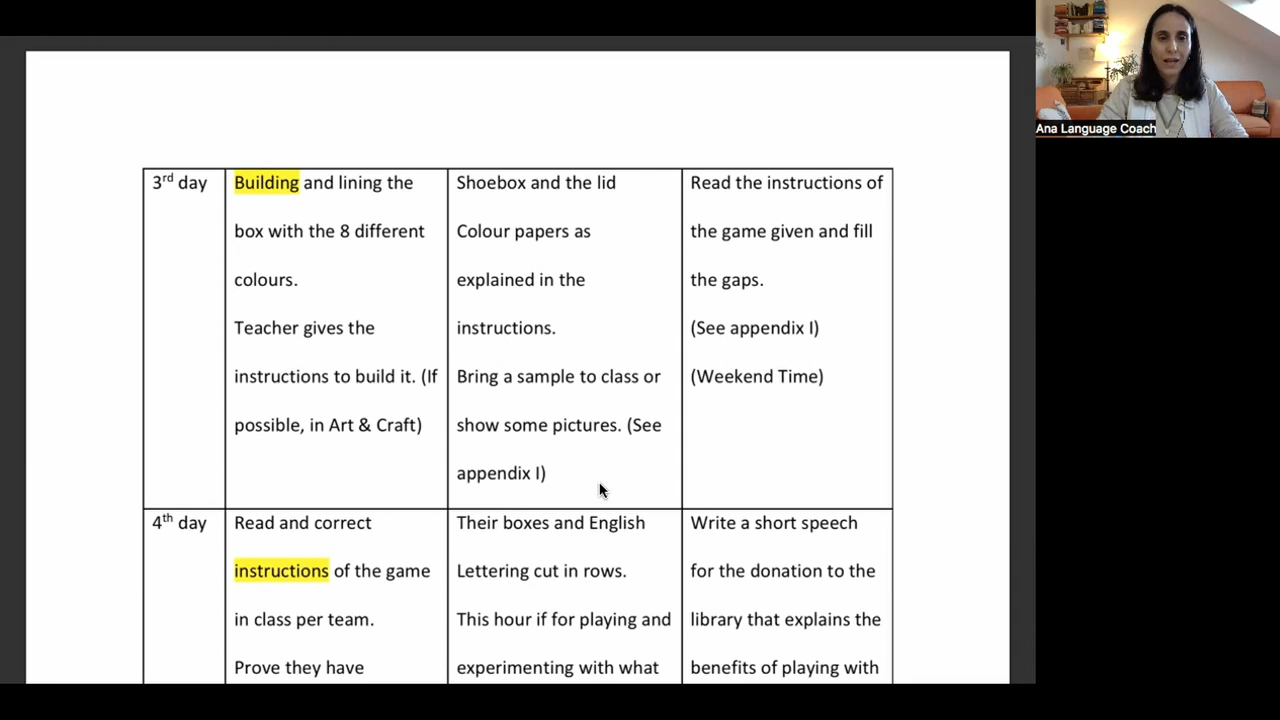 Ana Language Coach
3rd day
Building and lining the
box with the 8 different
colours.
Teacher gives the
instructions to build it. (If
possible, in Art & Craft)
Shoebox and the lid
Colour papers as
explained in the
instructions.
Bring a sample to class or
show some pictures. (See
appendix I)
Read the instructions of
the game given and fill
the gaps.
(See appendix I)
(Weekend Time)
4th day
Read and correct
instructions of the game
in class per team.
Prove they have
Their boxes and English
Lettering cut in rows.
This hour if for playing and
experimenting with what
Write a short speech
for the donation to the
library that explains the
benefits of playing with